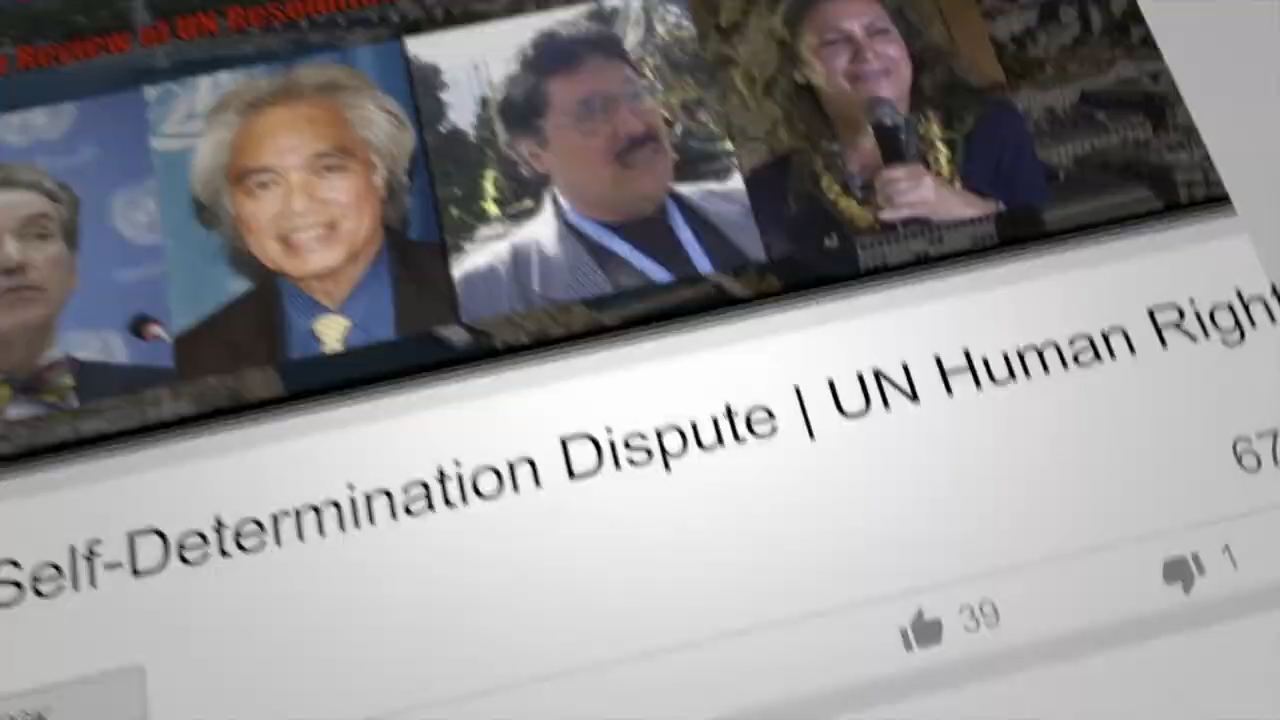 Review of UN Resolution
Self-Determination Dispute | UN Human Right
67
39
1